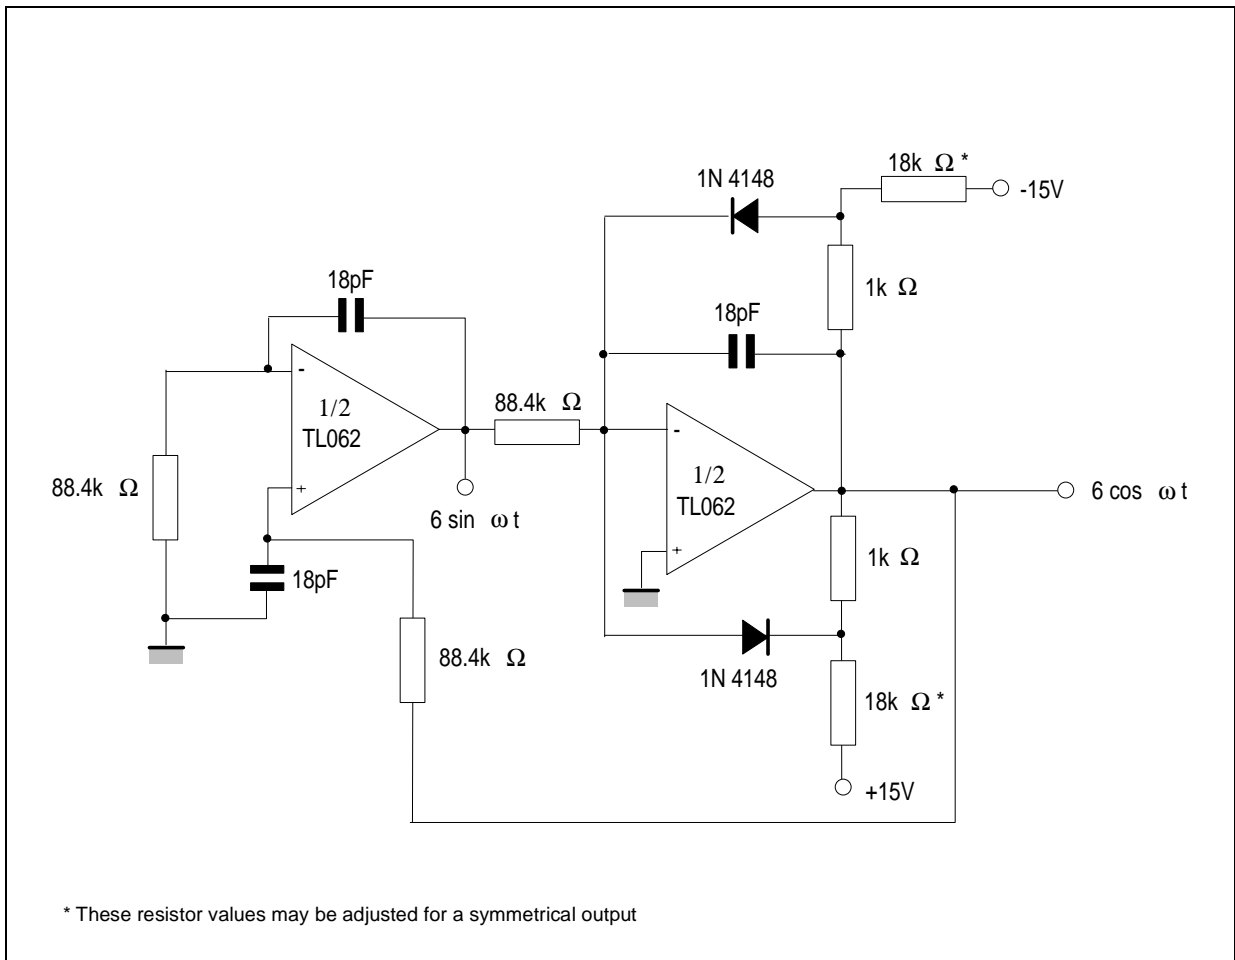 18k Ω *
1N 4148
-15V
18pF
1k Ω
18pF
-
1/2
TL062
88.4k Ω
-
88.4k Ω
+
1/2
TL062
6 cos ω t
6 sin ω t
+
1k Ω
18pF
88.4k Ω
1N 4148
18k Ω *
+15V
* These resistor values may be adjusted for a symmetrical output